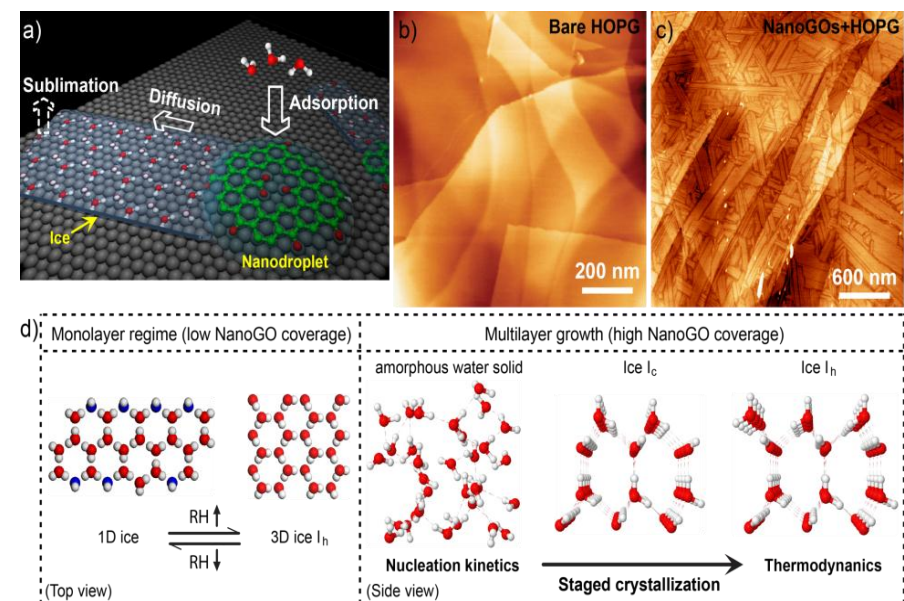 a)
Sublimation
Diffusion
Adsorption
Ice
Nanodroplet
b)
Bare HOPG
200 nm
c)
NanoGOs+HOPG
600 nm
d)
Monolayer regime (low NanoGO coverage)
Multilayer growth (high NanoGO coverage)
amorphous water solid
Ice Ic
Ice Ih
1D ice
RH
RH
3D ice Ih
Nucleation kinetics
Staged crystallization
Thermodynanics
(Top view)
(Side view)